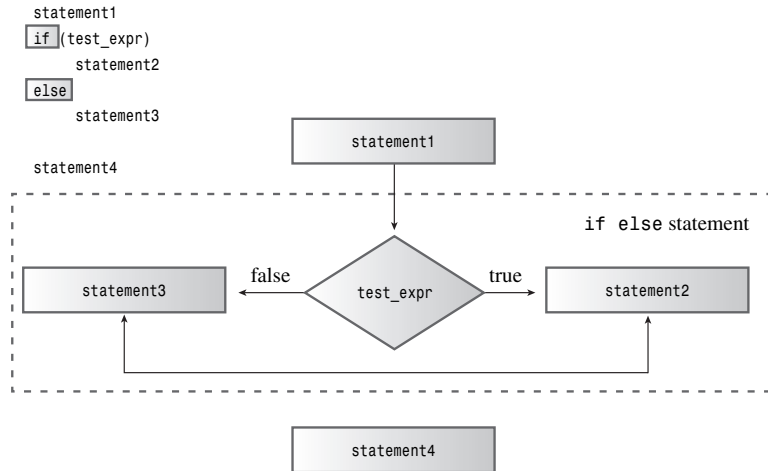 statement1
if (test_expr)
statement2
else
statement3
statement4
statement1
if else statement
false
true
statement3
test_expr
statement2
statement4